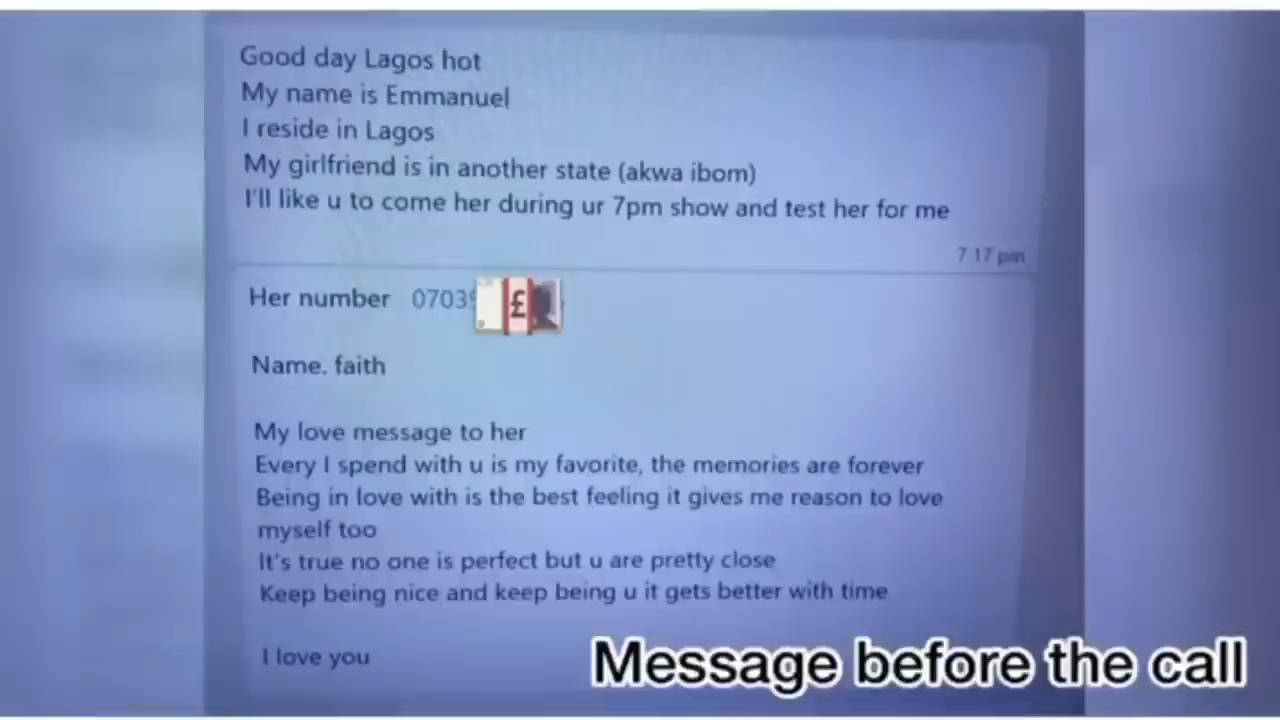 Good day Lagos hot
My name is Emmanuel
I reside in Lagos
My girlfriend is in another state (akwa ibom)
I'll like u to come her during ur 7pm show and test her for me
7 17 pm
Her number 0703
£
Name. faith
My love message to her
Every I spend with u is my favorite, the memories are forever
Being in love with is the best feeling it gives me reason to love
myself too
It's true no one is perfect but u are pretty close
Keep being nice and keep being u it gets better with time
I love you
Message before the call